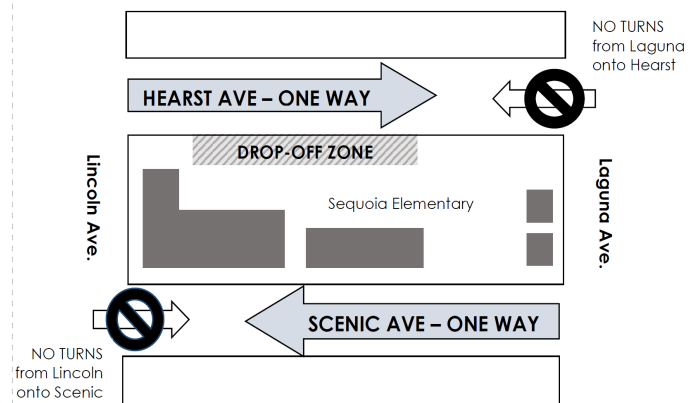 NO TURNS
from Laguna
onto Hearst
HEARST AVE – ONE WAY
DROP-OFF ZONE
Lincoln Ave.
Sequoia Elementary
Laguna Ave.
SCENIC AVE – ONE WAY
NO TURNS
from Lincoln
onto Scenic